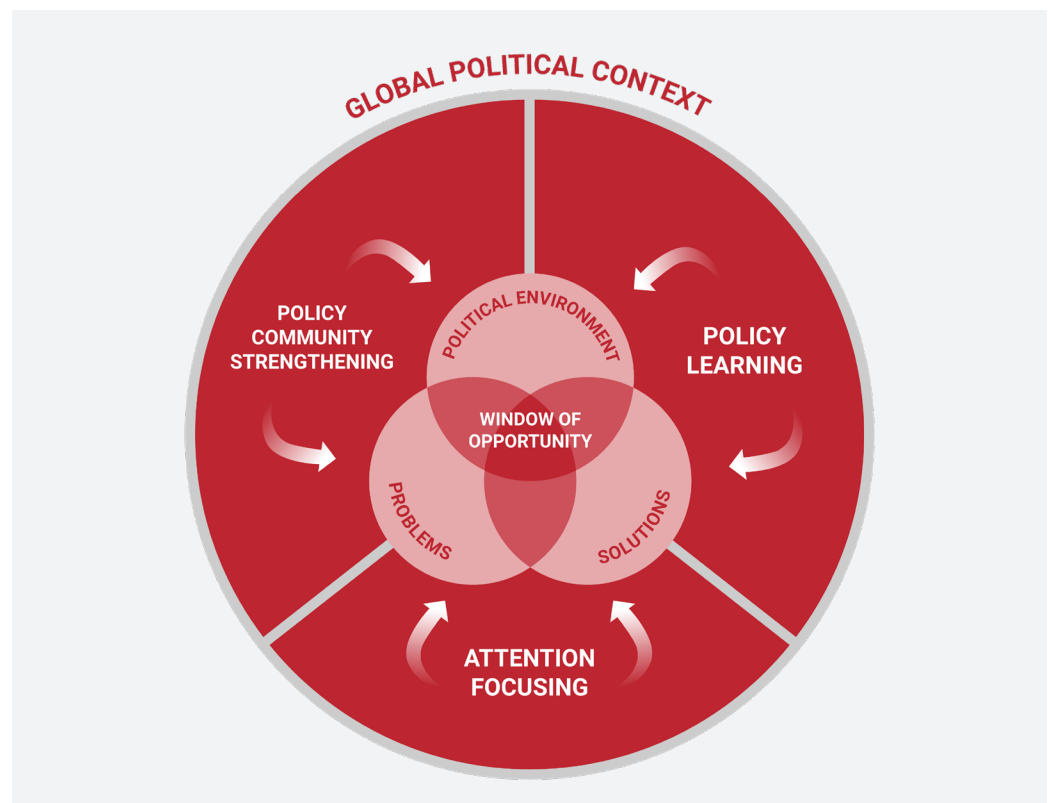 GLOBAL POLITICAL CONTEXT
POLITICAL ENVIRONMENT
POLICY
COMMUNITY
STRENGTHENING
POLICY
LEARNING
WINDOW OF
OPPORTUNITY
PROBLEMS
SOLUTIONS
ATTENTION
FOCUSING